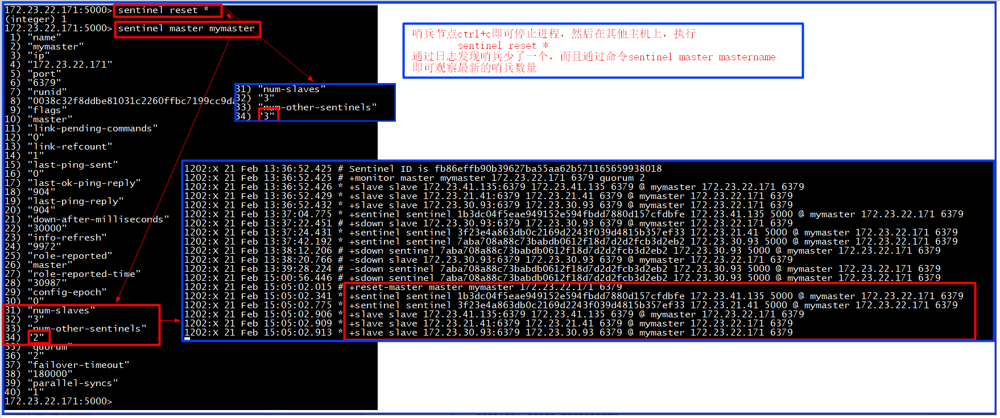 172.23.22.171:5000> sentinel reset *
(integer) 1
172.23.22.171:5000> sentinel master mymaster
1) "name"
2) "mymaster"
3) "ip"
4) "172.23.22.171"
5) "port"
6) "6379"
7) "runid"
8) "0038c32f8ddbe81031c2260ffbc7199cc9da
9) "flags"
10) "master"
11) "link-pending-commands"
12) "0"
13) "link-refcount"
14) "1"
15) "last-ping-sent"
16) "0"
17) "last-ok-ping-reply"
18) "904"
19) "last-ping-reply"
20) "904"
21) "down-after-milliseconds"
22) "30000"
23) "info-refresh"
24) "9972"
25) "role-reported"
26) "master"
27) "role-reported-time"
28) "30987"
29) "config-epoch"
30) "0"
31) "num-slaves"
32) "3"
33) "num-other-sentinels"
34) "2"
35) "quorum"
36) "2"
37) "failover-timeout"
38) "180000"
39) "parallel-syncs"
40) "1"
172.23.22.171:5000>
哨兵节点ctrl+c即可停止进程，然后在其他主机上，执行
sentinel reset *
通过日志发现哨兵少了一个，而且通过命令sentinel master mastername
即可观察最新的哨兵数量
31) "num-slaves"
32) "3"
33) "num-other-sentinels"
34) "3"
1202:X 21 Feb 13:36:52.425 # Sentinel ID is fb86effb90b39627ba55aa62b571165659938018
1202:X 21 Feb 13:36:52.425 # +monitor master mymaster 172.23.22.171 6379 quorum 2
1202:X 21 Feb 13:36:52.426 * +slave slave 172.23.41.135:6379 172.23.41.135 6379 @ mymaster 172.23.22.171 6379
1202:X 21 Feb 13:36:52.429 * +slave slave 172.23.21.41:6379 172.23.21.41 6379 @ mymaster 172.23.22.171 6379
1202:X 21 Feb 13:36:52.432 * +slave slave 172.23.30.93:6379 172.23.30.93 6379 @ mymaster 172.23.22.171 6379
1202:X 21 Feb 13:37:04.775 * +sentinel sentinel 1b3dc04f5eae949152e594fbdd7880d157cfdbfe 172.23.41.135 5000 @ mymaster 172.23.22.171 6379
1202:X 21 Feb 13:37:22.451 # +sdown slave 172.23.30.93:6379 172.23.30.93 6379 @ mymaster 172.23.22.171 6379
1202:X 21 Feb 13:37:24.431 * +sentinel sentinel 3f23e4a863db0c2169d2243f039d4815b357ef33 172.23.21.41 5000 @ mymaster 172.23.22.171 6379
1202:X 21 Feb 13:37:42.192 * +sentinel sentinel 7aba708a88c73babdb0612f18d7d2d2fcb3d2eb2 172.23.30.93 5000 @ mymaster 172.23.22.171 6379
1202:X 21 Feb 13:38:12.206 # +sdown sentinel 7aba708a88c73babdb0612f18d7d2d2fcb3d2eb2 172.23.30.93 5000 @ mymaster 172.23.22.171 6379
1202:X 21 Feb 13:38:20.766 # -sdown slave 172.23.30.93:6379 172.23.30.93 6379 @ mymaster 172.23.22.171 6379
1202:X 21 Feb 13:39:28.224 # -sdown sentinel 7aba708a88c73babdb0612f18d7d2d2fcb3d2eb2 172.23.30.93 5000 @ mymaster 172.23.22.171 6379
1202:X 21 Feb 15:00:56.446 # +sdown sentinel 7aba708a88c73babdb0612f18d7d2d2fcb3d2eb2 172.23.30.93 5000 @ mymaster 172.23.22.171 6379
1202:X 21 Feb 15:05:02.015 # +reset-master master mymaster 172.23.22.171 6379
1202:X 21 Feb 15:05:02.341 * +sentinel sentinel 1b3dc04f5eae949152e594fbdd7880d157cfdbfe 172.23.41.135 5000 @ mymaster 172.23.22.171 6379
1202:X 21 Feb 15:05:02.775 * +sentinel sentinel 3f23e4a863db0c2169d2243f039d4815b357ef33 172.23.21.41 5000 @ mymaster 172.23.22.171 6379
1202:X 21 Feb 15:05:02.906 * +slave slave 172.23.41.135:6379 172.23.41.135 6379 @ mymaster 172.23.22.171 6379
1202:X 21 Feb 15:05:02.909 * +slave slave 172.23.21.41:6379 172.23.21.41 6379 @ mymaster 172.23.22.171 6379
1202:X 21 Feb 15:05:02.913 * +slave slave 172.23.30.93:6379 172.23.30.93 6379 @ mymaster 172.23.22.171 6379